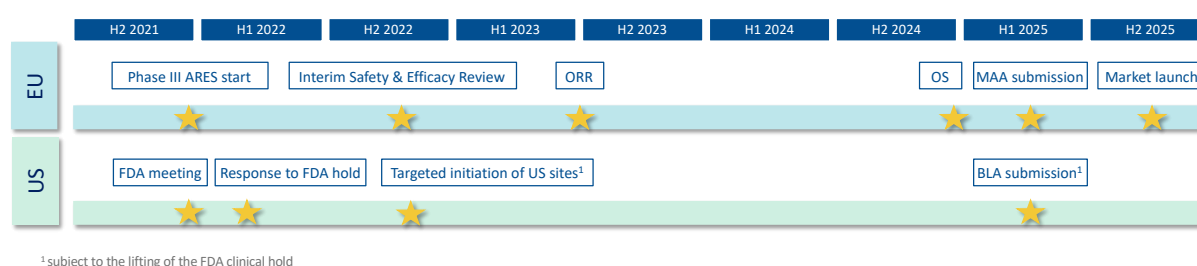 H2 2021 H1 2022 H2 2022 H1 2023 H2 2023 H1 2024 H2 2024 H1 2025 H2 2025
EU
Phase III ARES start Interim Safety & Efficacy Review ORR OS MAA submission Market launch
US
FDA meeting Response to FDA hold Targeted initiation of US sites¹ BLA submission¹
¹ subject to the lifting of the FDA clinical hold